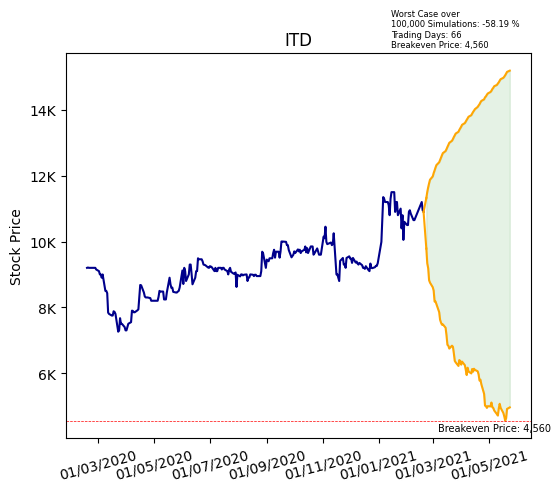 Worst Case over
100,000 Simulations: -58.19 %
Trading Days: 66
Breakeven Price: 4,560
ITD
Stock Price
14K
12K
10K
8K
6K
Breakeven Price: 4,560
01/03/2020
01/05/2020
01/07/2020
01/09/2020
01/11/2020
01/01/2021
01/03/2021
01/05/2021